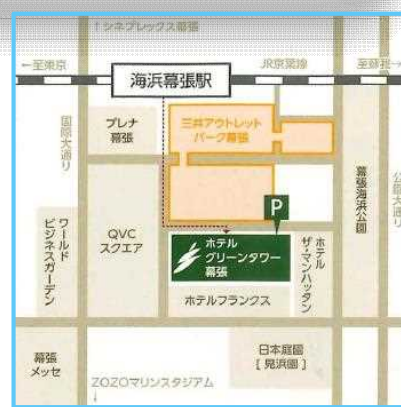 ↑シネプレックス幕張
←至東京
海浜幕張駅
JR京葉線
至蘇我→
国際大通り
プレナ
幕張
三井アウトレット
パーク幕張
幕張海浜公園
公園大通り
P
ワールド
ビジネスガーデン
QVC
スクエア
ホテル
グリーンタワー
幕張
ホテル
ザ・マンハッタン
ホテルフランクス
幕張
メッセ
日本庭園
[見浜園]
ZOZOマリンスタジアム
↓